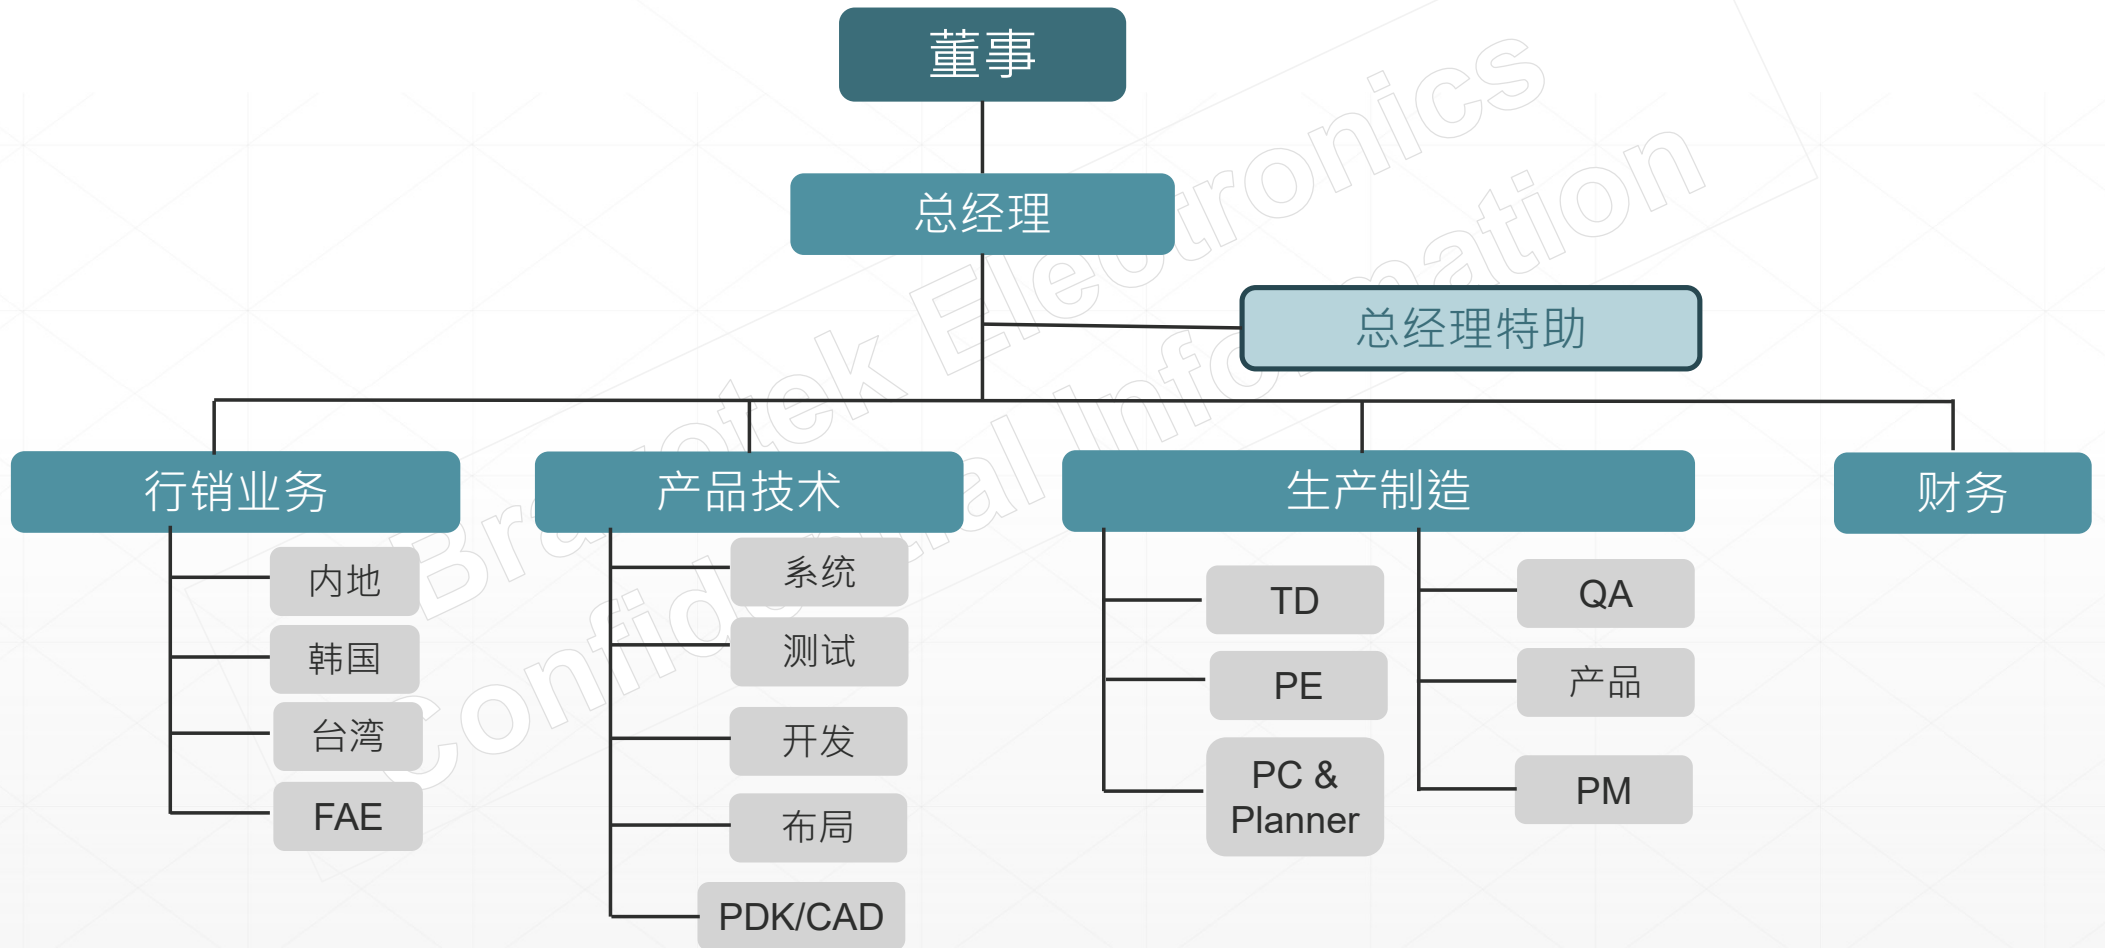 董事
总经理
总经理特助
行销业务
产品技术
生产制造
财务
内地
韩国
台湾
FAE
系统
测试
开发
布局
PDK/CAD
TD
PE
PC &
Planner
QA
产品
PM
Electronics